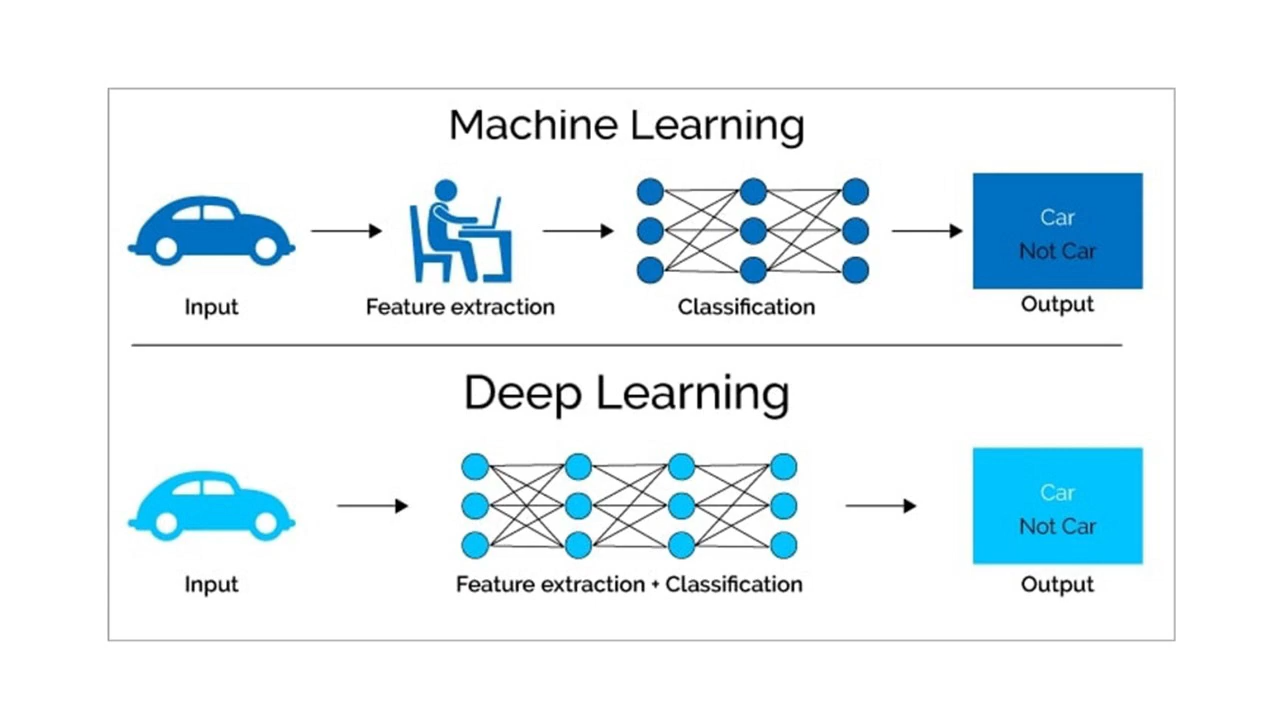 Machine Learning
Car
Not Car
Input
Feature extraction
Classification
Output
Deep Learning
Car
Not Car
Input
Feature extraction + Classification
Output